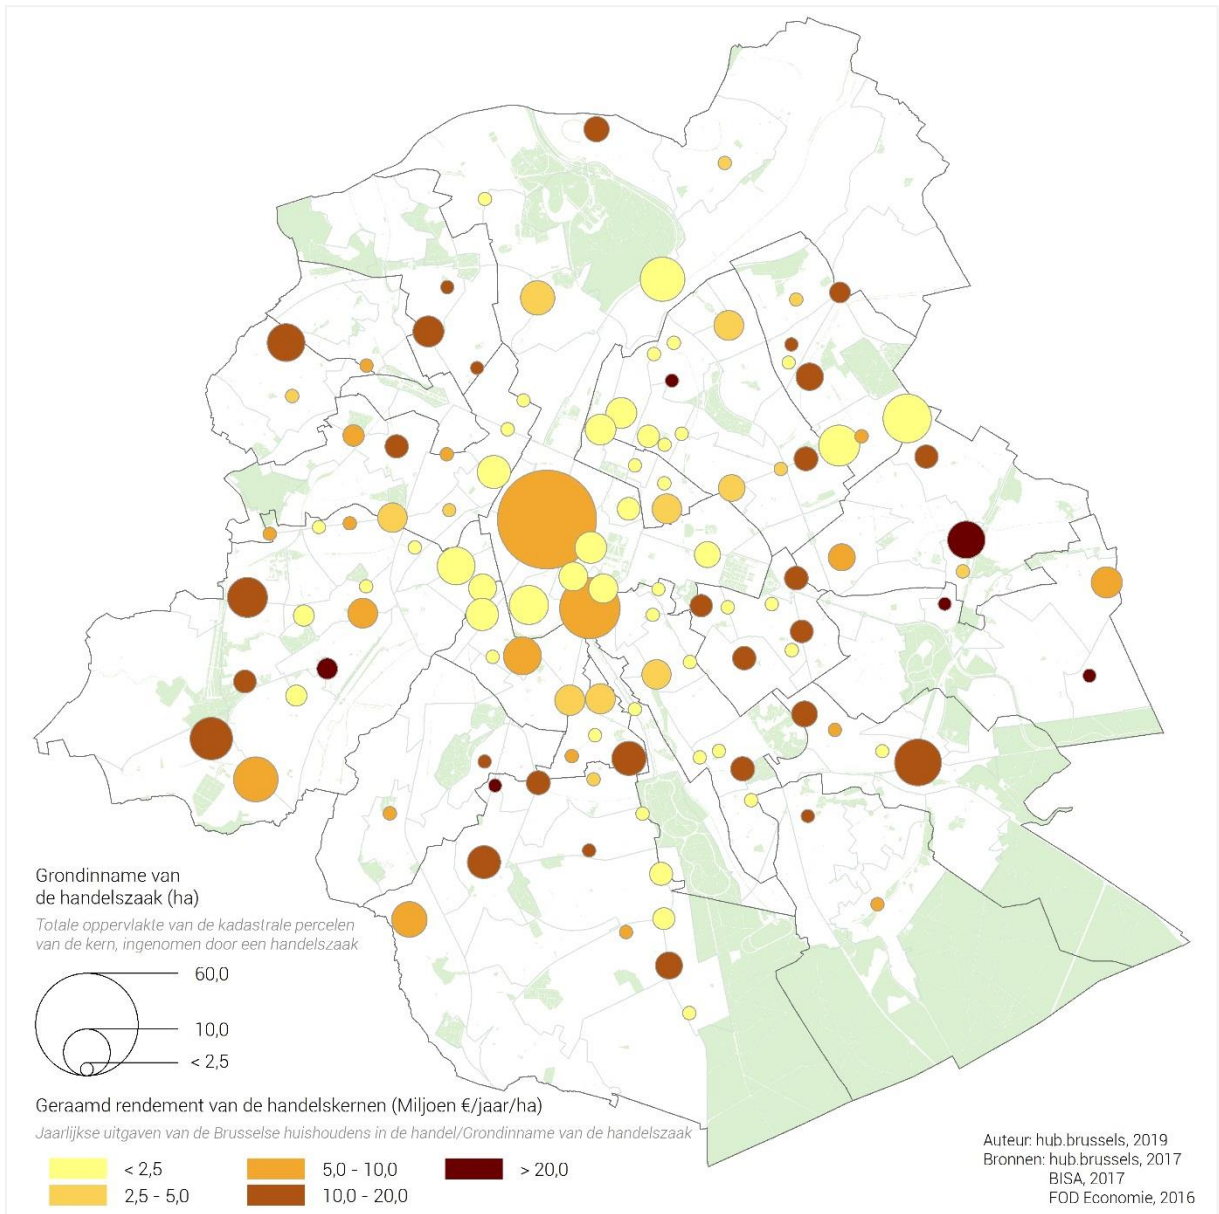 Grondinname van
de handelszaak (ha)
Totale oppervlakte van de kadastrale percelen
van de kern, ingenomen door een handelszaak
60,0
10,0
< 2,5
Geraamd rendement van de handelskernen (Miljoen €/jaar/ha)
Jaarlijkse uitgaven van de Brusselse huishoudens in de handel/Grondinname van de handelszaak
< 2,5
5,0 - 10,0
> 20,0
2,5 - 5,0
10,0 - 20,0
Auteur: hub.brussels, 2019
Bronnen: hub.brussels, 2017
BISA, 2017
FOD Economie, 2016